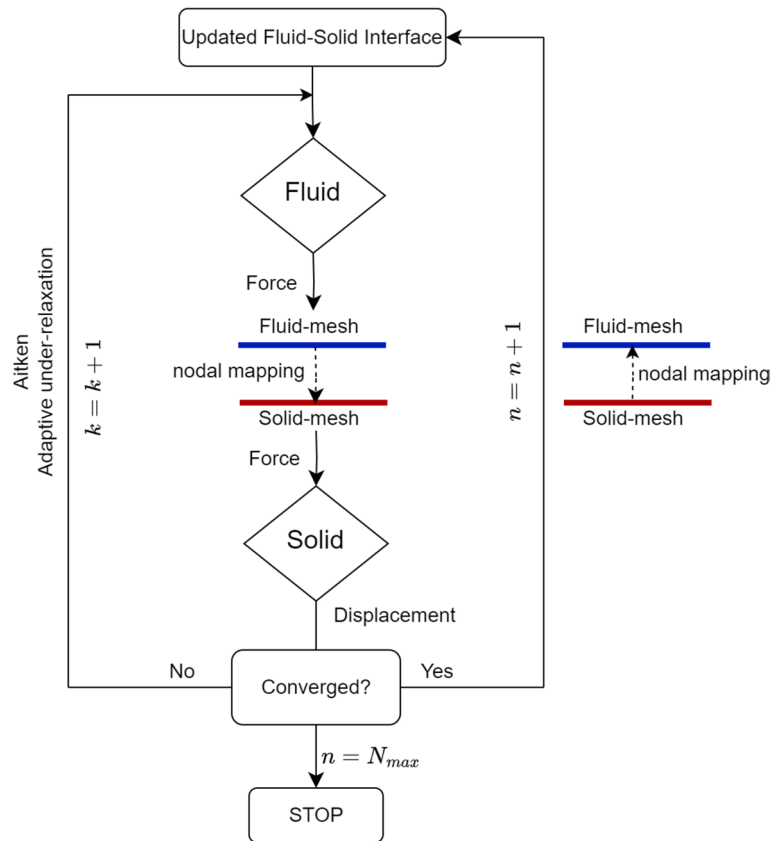 Updated Fluid-Solid Interface
Fluid
Force
Fluid-mesh
nodal mapping
Solid-mesh
Force
Solid
Displacement
No
Converged?
Yes
n = N_max
STOP
Aitken
Adaptive under-relaxation
k = k + 1
n = n + 1
Fluid-mesh
nodal mapping
Solid-mesh